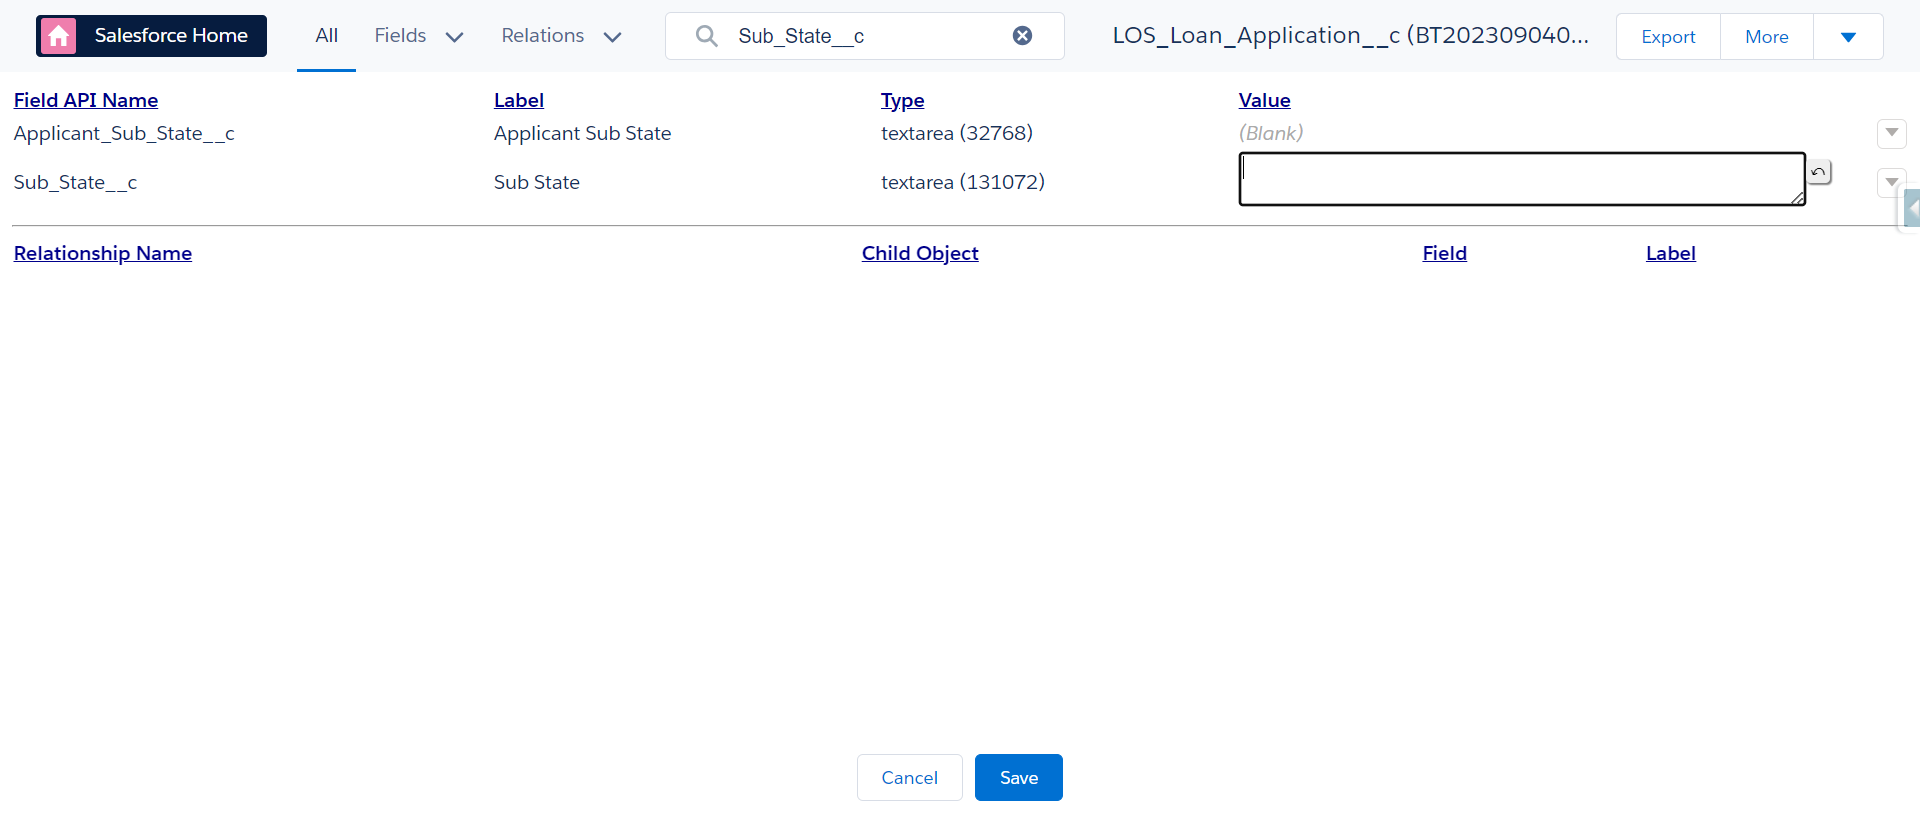 Salesforce Home All Fields Relations Sub_State__c LOS_Loan_Application__c (BT202309040... Export More
Field API Name Label Type Value
Applicant_Sub_State__c Applicant Sub State textarea (32768) (Blank)
Sub_State__c Sub State textarea (131072)
Relationship Name Child Object Field Label
Cancel Save